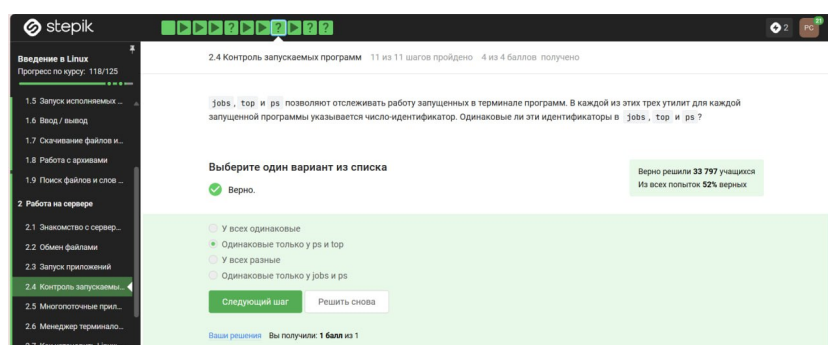 stepik
2
PC
21
Введение в Linux
Прогресс по курсу: 118/125
2.4 Контроль запускаемых программ 11 из 11 шагов пройдено 4 из 4 баллов получено
1.5 Запуск исполняемых ...
1.6 Ввод / вывод
1.7 Скачивание файлов и...
1.8 Работа с архивами
1.9 Поиск файлов и слов ...
2 Работа на сервере
2.1 Знакомство с сервер...
2.2 Обмен файлами
2.3 Запуск приложений
2.4 Контроль запускаемы...
2.5 Многопоточные прил...
2.6 Менеджер терминало...
jobs, top и ps позволяют отслеживать работу запущенных в терминале программ. В каждой из этих трех утилит для каждой
запущенной программы указывается число-идентификатор. Одинаковые ли эти идентификаторы в jobs, top и ps?
Выберите один вариант из списка
Верно.
Верно решили 33 797 учащихся
Из всех попыток 52% верных
У всех одинаковые
Одинаковые только у ps и top
У всех разные
Одинаковые только у jobs и ps
Следующий шаг
Решить снова
Ваши решения Вы получили: 1 балл из 1